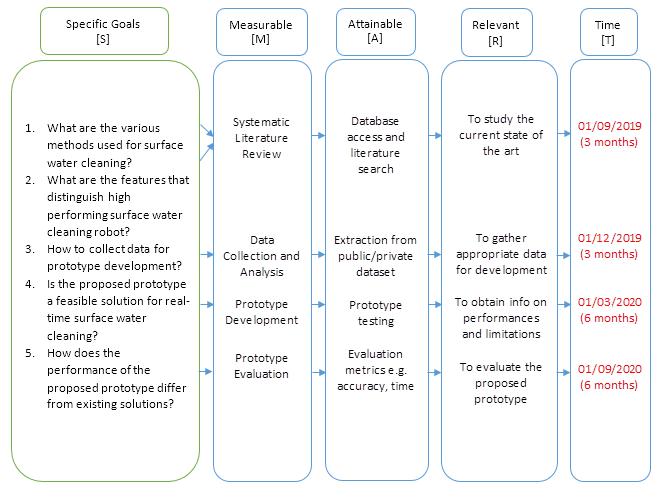 Specific Goals
[S]
Measurable
[M]
Attainable
[A]
Relevant
[R]
Time
[T]
1. What are the various
methods used for surface
water cleaning?
2. What are the features that
distinguish high
performing surface water
cleaning robot?
3. How to collect data for
prototype development?
4. Is the proposed prototype
a feasible solution for real-
time surface water
cleaning?
5. How does the
performance of the
proposed prototype differ
from existing solutions?
Systematic
Literature
Review
Data
Collection and
Analysis
Prototype
Development
Prototype
Evaluation
Database
access and
literature
search
Extraction from
public/private
dataset
Prototype
testing
Evaluation
metrics e.g.
accuracy, time
To study the
current state of
the art
To gather
appropriate data
for development
To obtain info on
performances
and limitations
To evaluate the
proposed
prototype
01/09/2019
(3 months)
01/12/2019
(3 months)
01/03/2020
(6 months)
01/09/2020
(6 months)